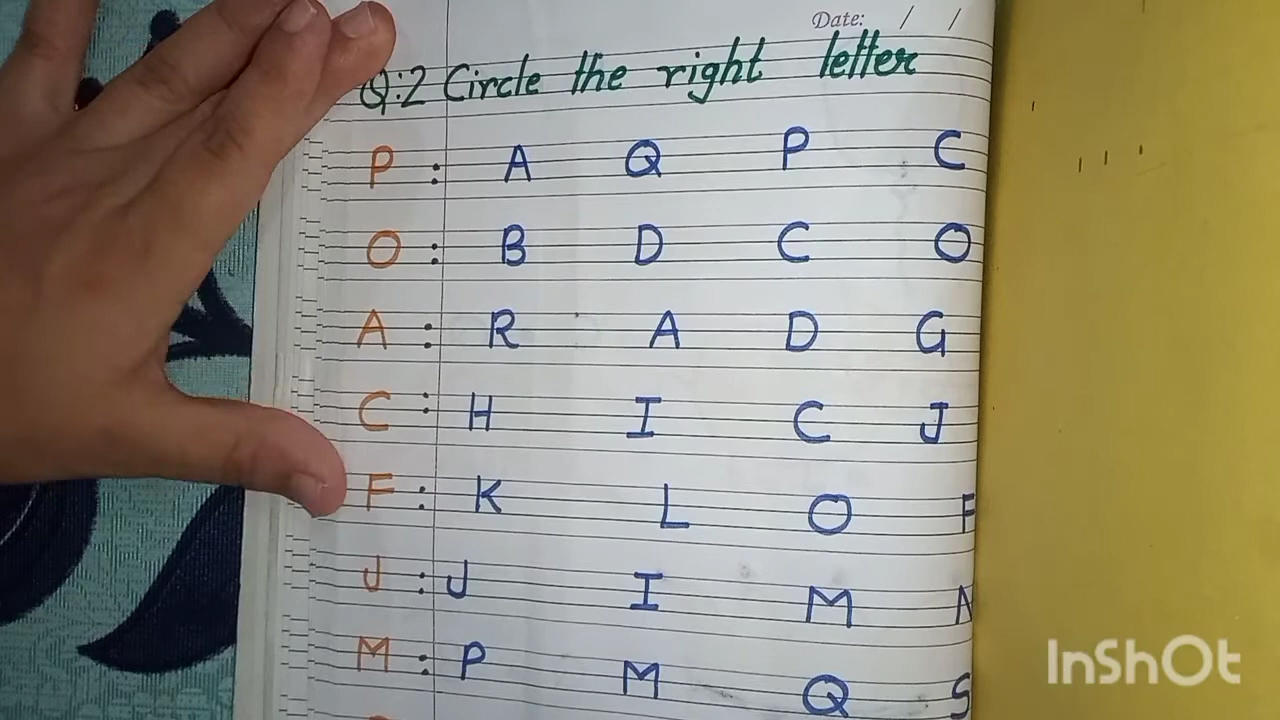 Date: / /
Q:2 Circle the right letter
P : A Q P C
O : B D C O
A : R A D G
C : H I C J
F : K L O F
J : J I M N
M : P M Q S
InShOt